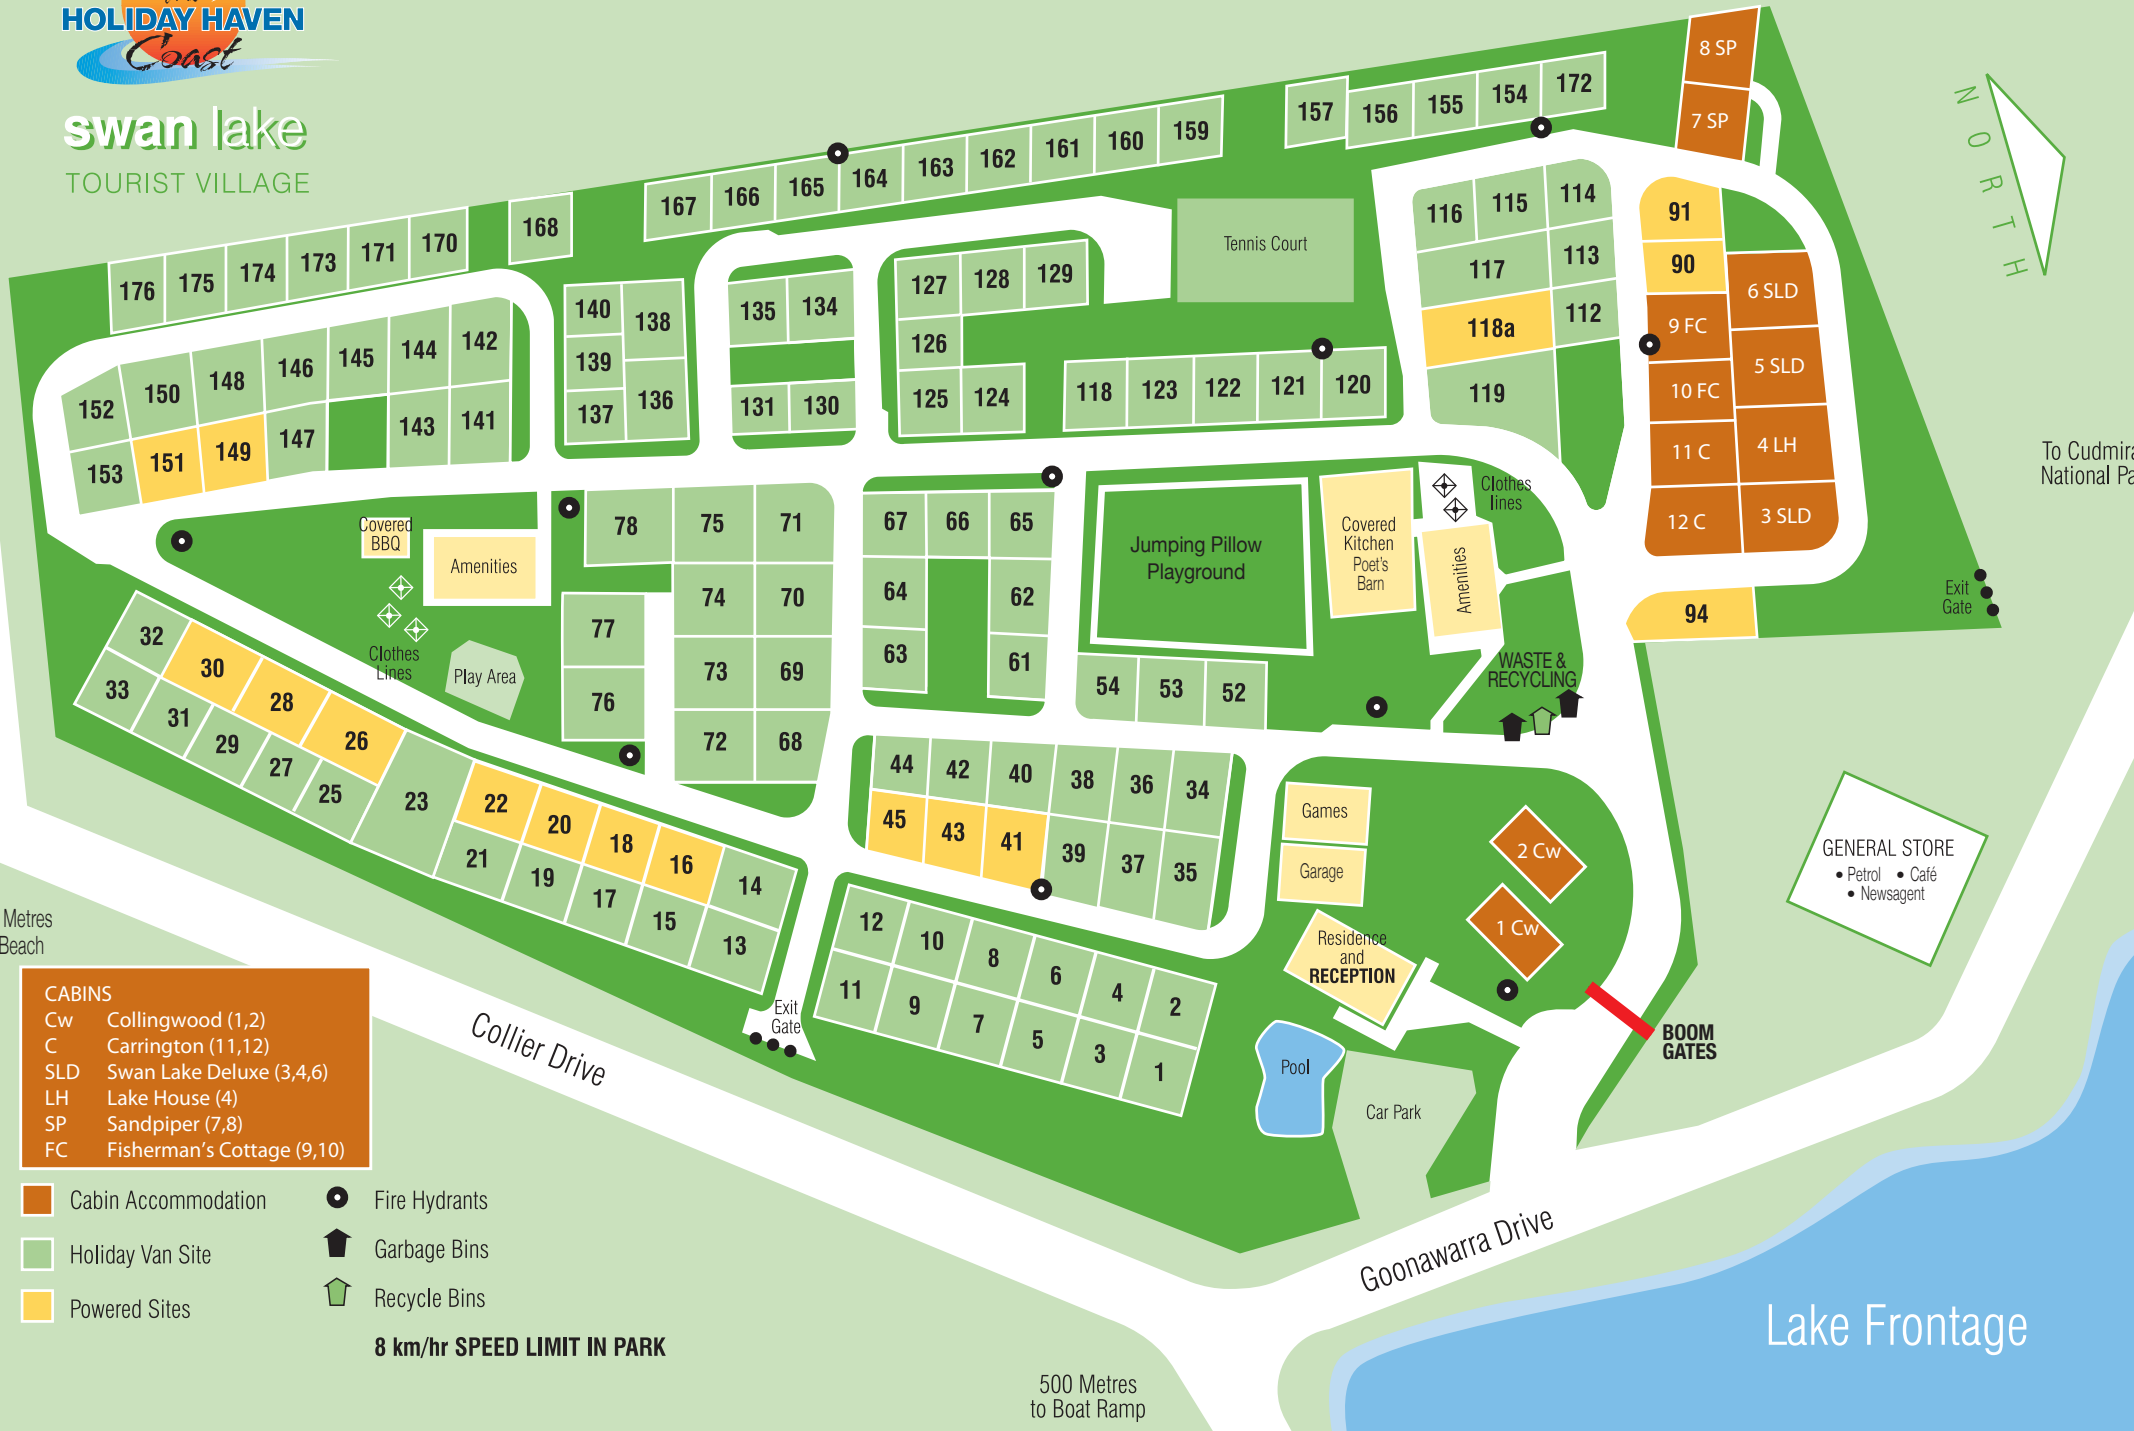 HOLIDAY HAVEN
Coast
swan lake
TOURIST VILLAGE
NORTH
8 SP
7 SP
157
156
155
154
172
167
166
165
164
163
162
161
160
159
168
176
175
174
173
171
170
Tennis Court
116
115
114
117
113
118a
112
119
91
90
9 FC
10 FC
11 C
12 C
6 SLD
5 SLD
4 LH
3 SLD
94
140
138
139
137
136
135
134
131
130
127
128
129
126
125
124
118
123
122
121
120
152
150
148
146
145
144
142
153
151
149
147
143
141
To Cudmira
National Pa
Exit
Gate
Covered
BBQ
Amenities
Clothes
Lines
Play Area
78
75
71
74
70
77
73
69
76
72
68
67
66
65
64
62
63
61
Jumping Pillow
Playground
Covered
Kitchen
Poet's
Barn
Clothes
lines
Amenities
54
53
52
WASTE &
RECYCLING
32
30
28
26
33
31
29
27
25
23
22
20
18
16
14
21
19
17
15
13
44
42
40
38
36
34
45
43
41
39
37
35
12
10
8
6
4
2
11
9
7
5
3
1
Games
Garage
Residence
and
RECEPTION
2 Cw
1 Cw
BOOM
GATES
Pool
Car Park
GENERAL STORE
• Petrol • Café
• Newsagent
Metres
Beach
Exit
Gate
Collier Drive
Goonawarra Drive
Lake Frontage
500 Metres
to Boat Ramp
CABINS
Cw Collingwood (1,2)
C Carrington (11,12)
SLD Swan Lake Deluxe (3,4,6)
LH Lake House (4)
SP Sandpiper (7,8)
FC Fisherman's Cottage (9,10)
Cabin Accommodation
Holiday Van Site
Powered Sites
Fire Hydrants
Garbage Bins
Recycle Bins
8 km/hr SPEED LIMIT IN PARK